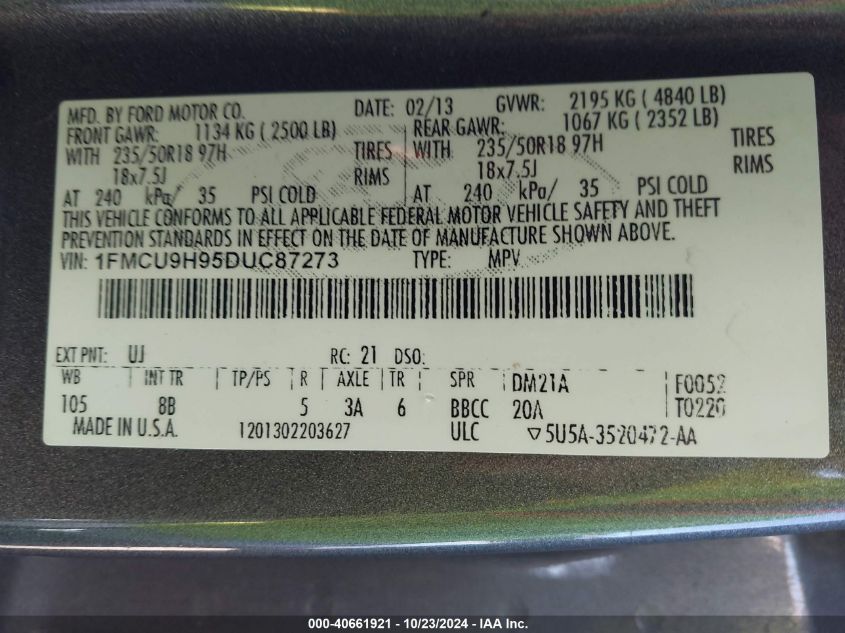 MFD. BY FORD MOTOR CO. DATE: 02/13 GVWR: 2195 KG ( 4840 LB)
FRONT GAWR: 1134 KG ( 2500 LB) REAR GAWR: 1067 KG ( 2352 LB)
WITH 235/50R18 97H TIRES WITH 235/50R18 97H TIRES
18x7.5J RIMS 18x7.5J RIMS
AT 240 kPa/ 35 PSI COLD AT 240 kPa/ 35 PSI COLD
THIS VEHICLE CONFORMS TO ALL APPLICABLE FEDERAL MOTOR VEHICLE SAFETY AND THEFT
PREVENTION STANDARDS IN EFFECT ON THE DATE OF MANUFACTURE SHOWN ABOVE.
VIN: 1FMCU9H95DUC87273 TYPE: MPV
EXT PNT: UJ RC: 21 DSO:
WB INT TR TP/PS R AXLE TR SPR DM21A F0052
105 8B 5 3A 6 BBCC 20A T0220
MADE IN U.S.A. 1201302203627 ULC ▽5U5A-3520472-AA
000-40661921 - 10/23/2024 - IAA Inc.